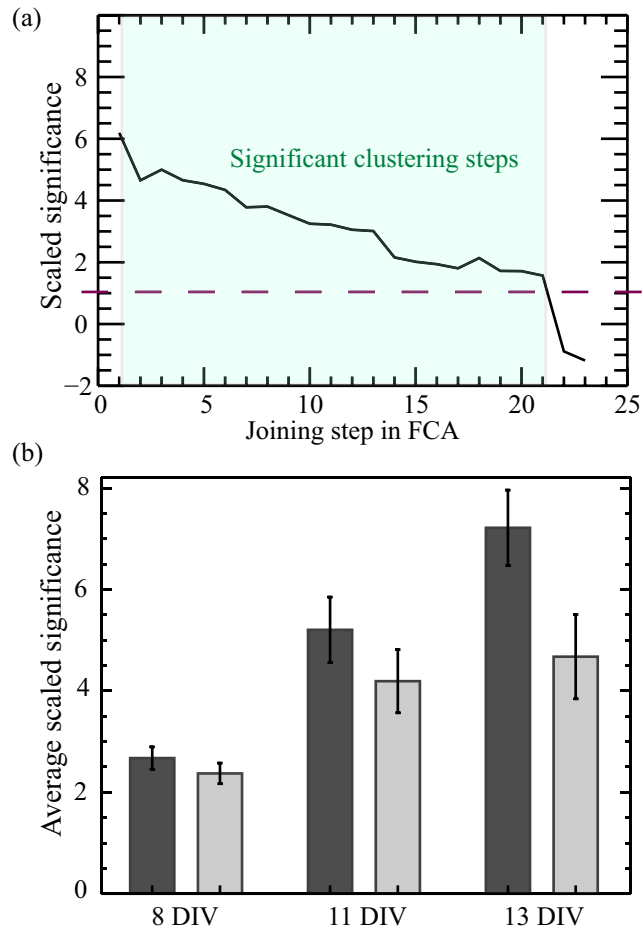 (a)
8
6
4
2
0
−2
Scaled significance
Significant clustering steps
0 5 10 15 20 25
Joining step in FCA
(b)
8
6
4
2
0
Average scaled significance
8 DIV 11 DIV 13 DIV